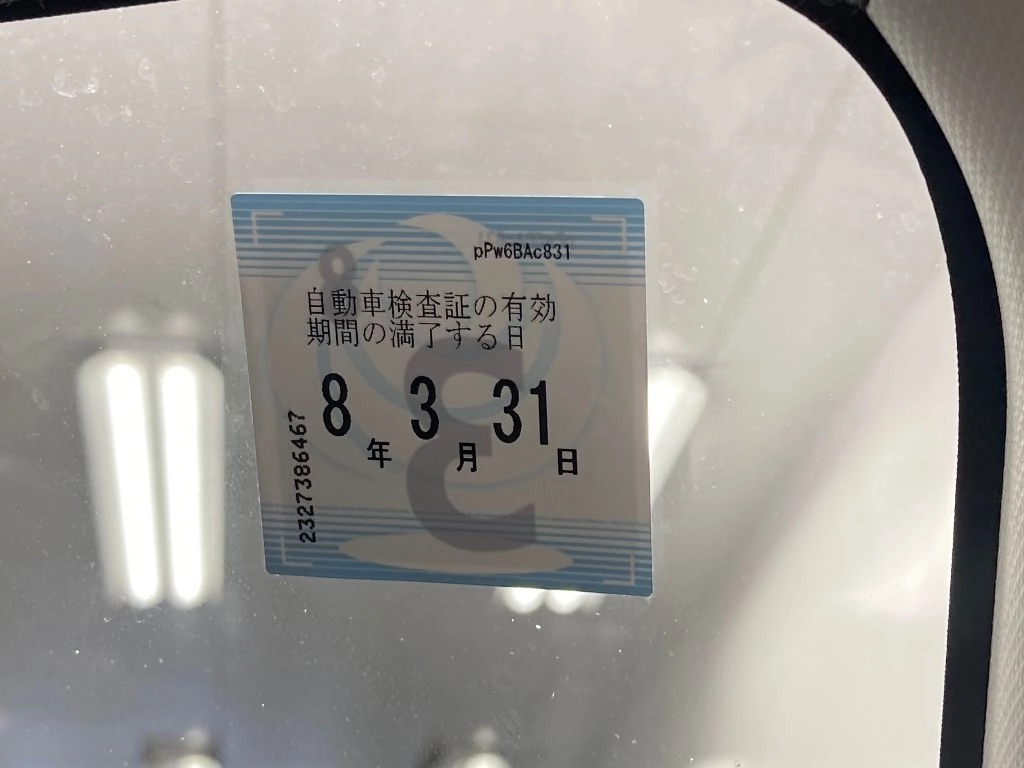 pPw6BAc831
自動車検査証の有効
期間の満了する日
8年 3月 31日
2327386467